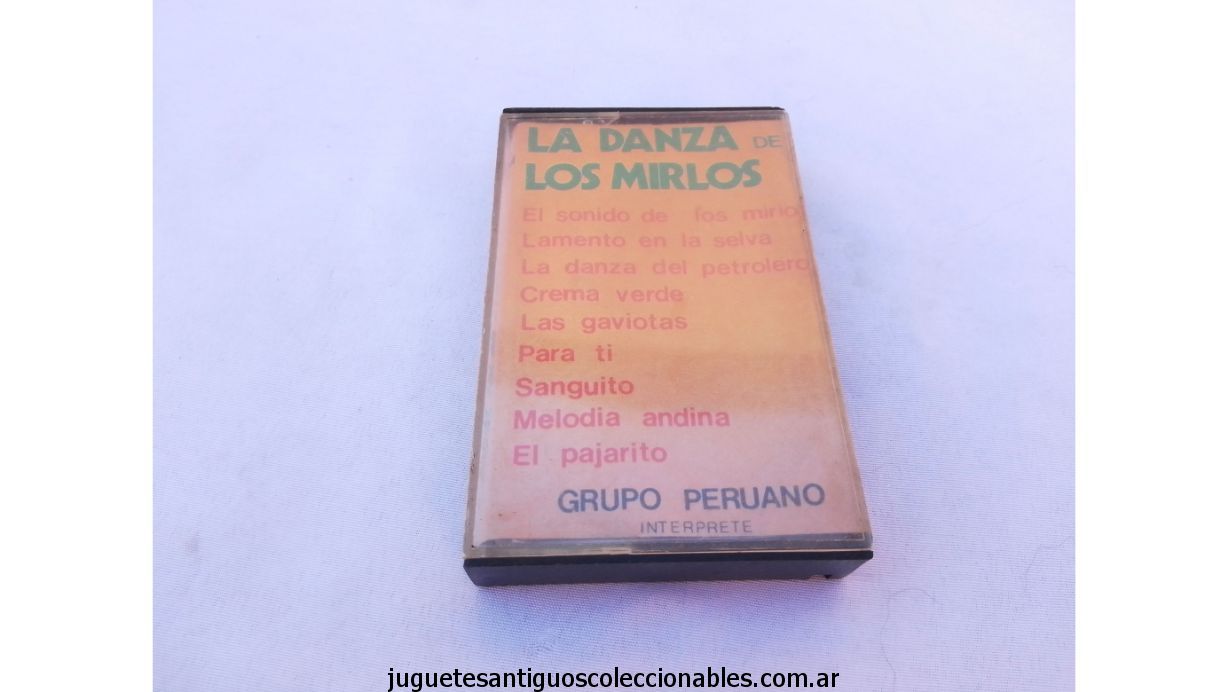 LA DANZA DE
LOS MIRLOS
El sonido de los mirlo
Lamento en la selva
La danza del petrolero
Crema verde
Las gaviotas
Para ti
Sanguito
Melodia andina
El pajarito
GRUPO PERUANO
INTERPRETE
juguetesantiguoscoleccionables.com.ar